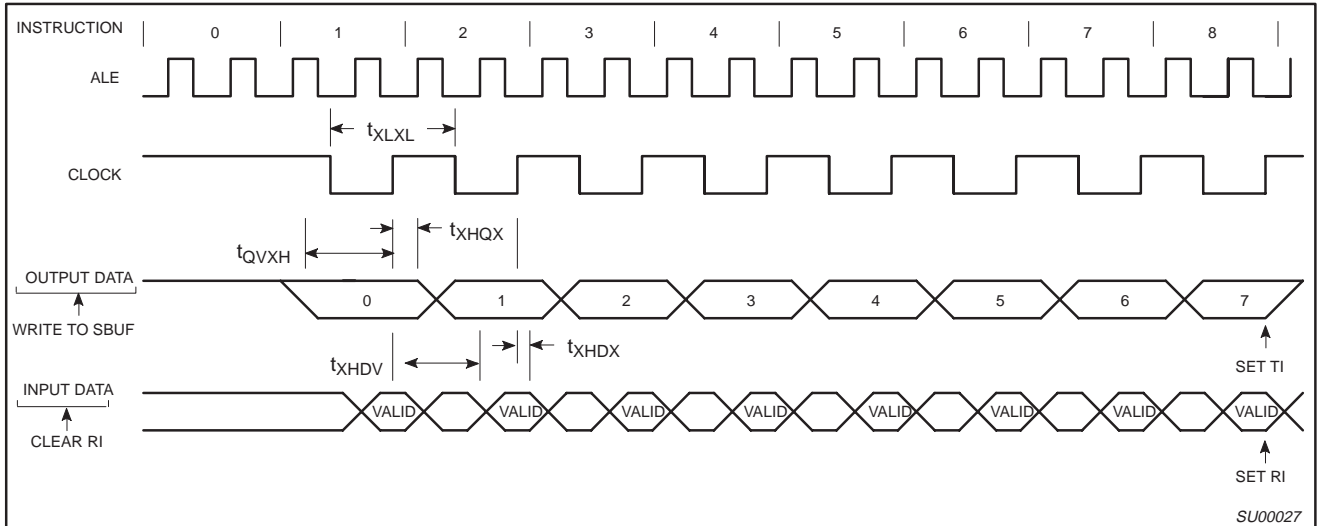 INSTRUCTION 0 1 2 3 4 5 6 7 8
ALE
tXLXL
CLOCK
tQVXH tXHQX
OUTPUT DATA 0 1 2 3 4 5 6 7
WRITE TO SBUF
tXHDV tXHDX
SET TI
INPUT DATA VALID VALID VALID VALID VALID VALID VALID VALID
CLEAR RI
SET RI
SU00027